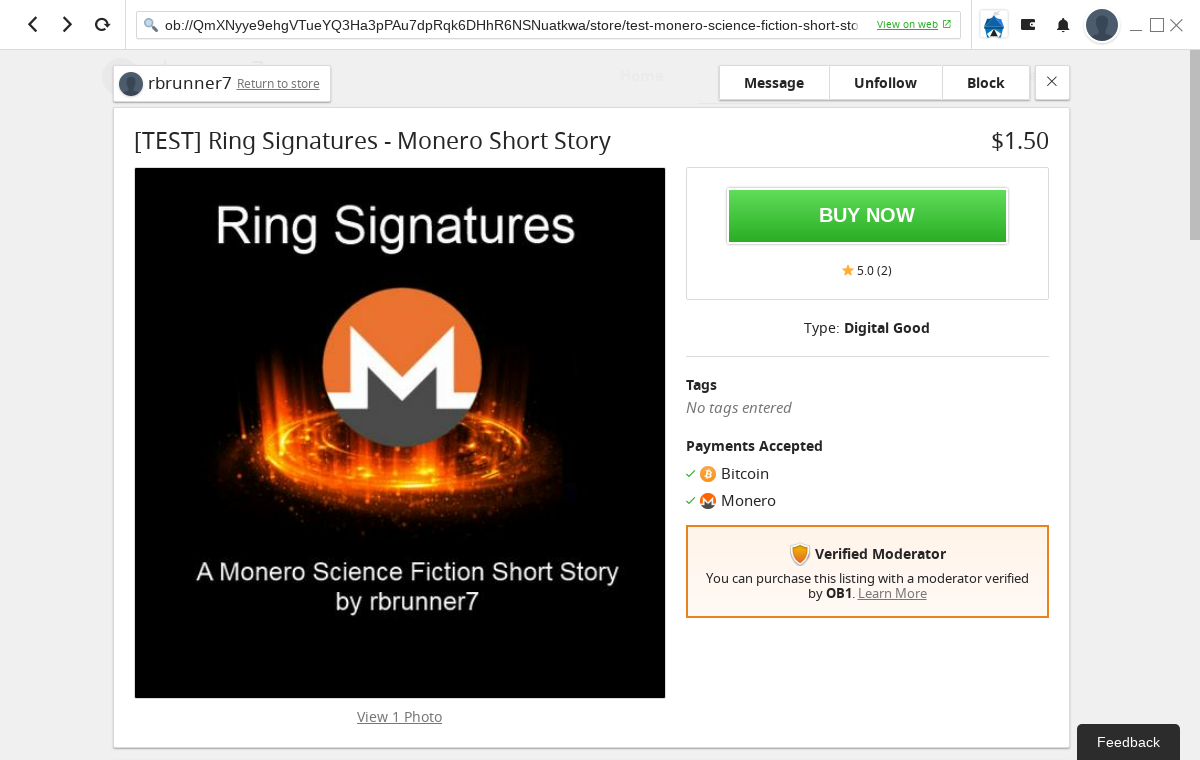 ob://QmXNyye9ehgVTueYQ3Ha3pPAu7dpRqk6DHhR6NSNuatkwa/store/test-monero-science-fiction-short-sto
View on web
Home
rbrunner7 Return to store
Message
Unfollow
Block
[TEST] Ring Signatures - Monero Short Story
$1.50
Ring Signatures
A Monero Science Fiction Short Story
by rbrunner7
View 1 Photo
BUY NOW
5.0 (2)
Type: Digital Good
Tags
No tags entered
Payments Accepted
Bitcoin
Monero
Verified Moderator
You can purchase this listing with a moderator verified
by OB1. Learn More
Feedback